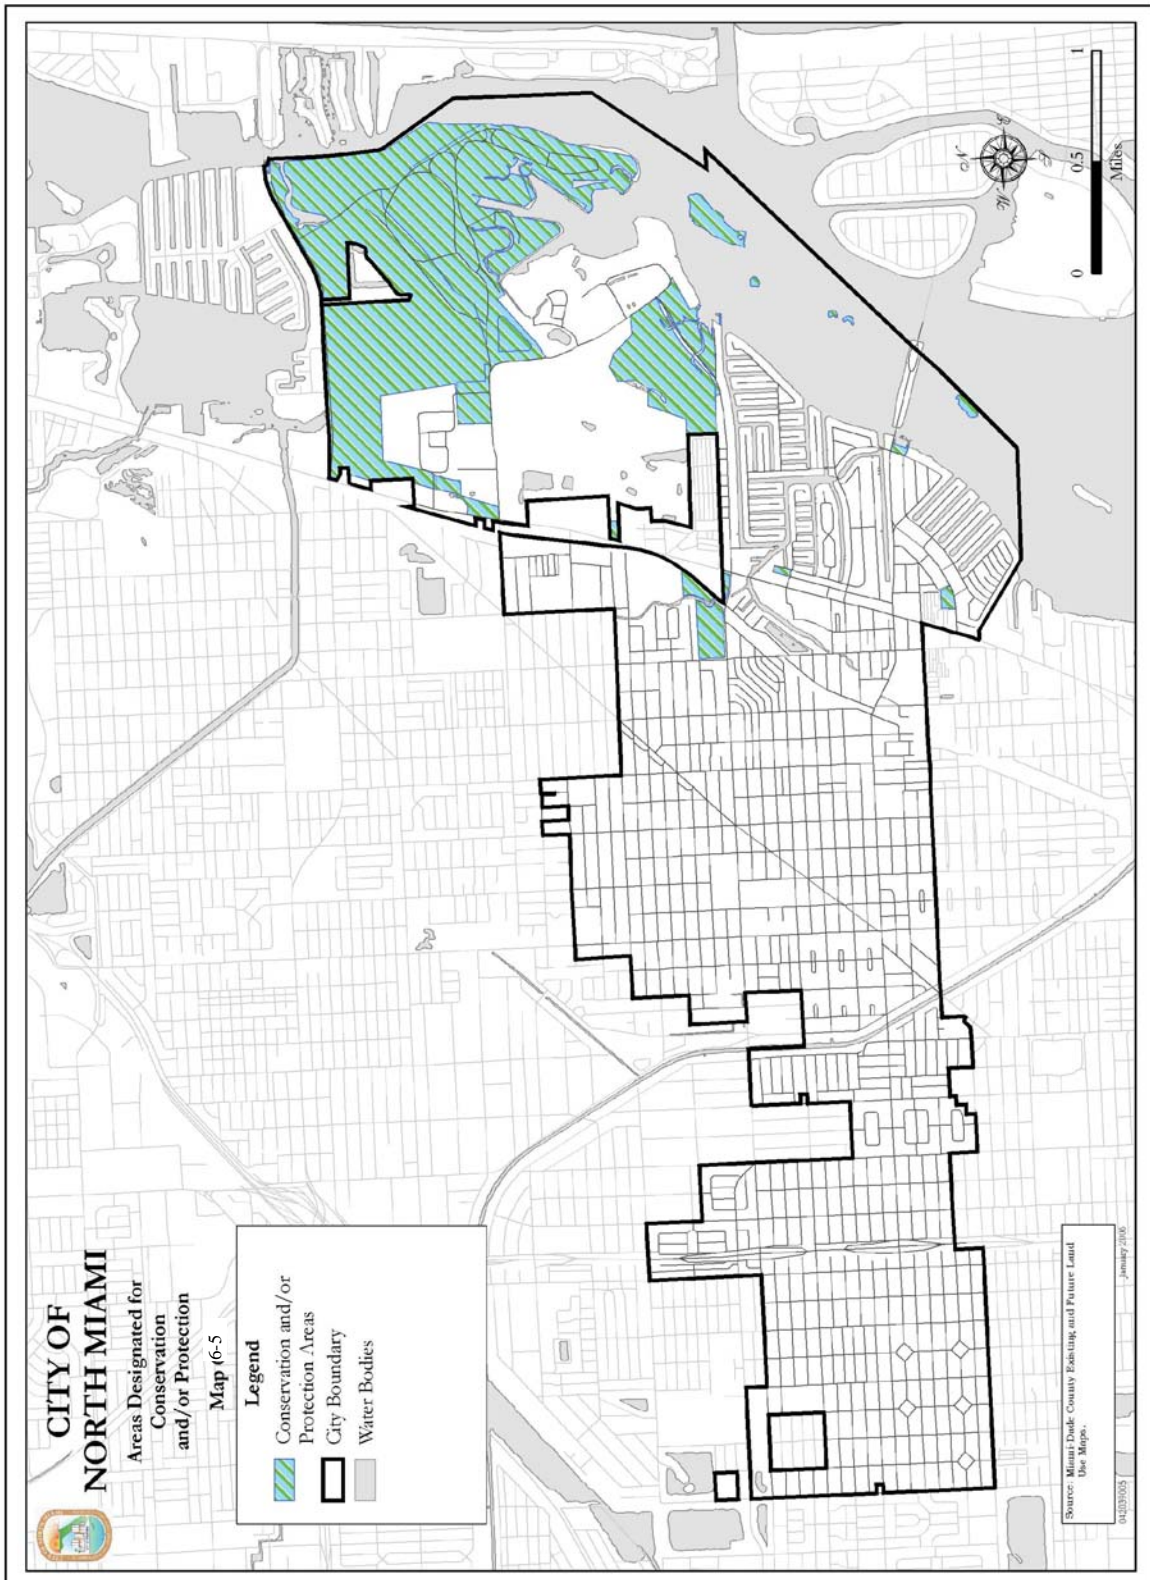 CITY OF
NORTH MIAMI
Areas Designated for
Conservation
and/or Protection
Map (6-5
Legend
Conservation and/or
Protection Areas
City Boundary
Water Bodies
Source: Miami-Dade County Existing and Future Land
Use Maps.
042039005
January 2006
0
0.5
1
Miles